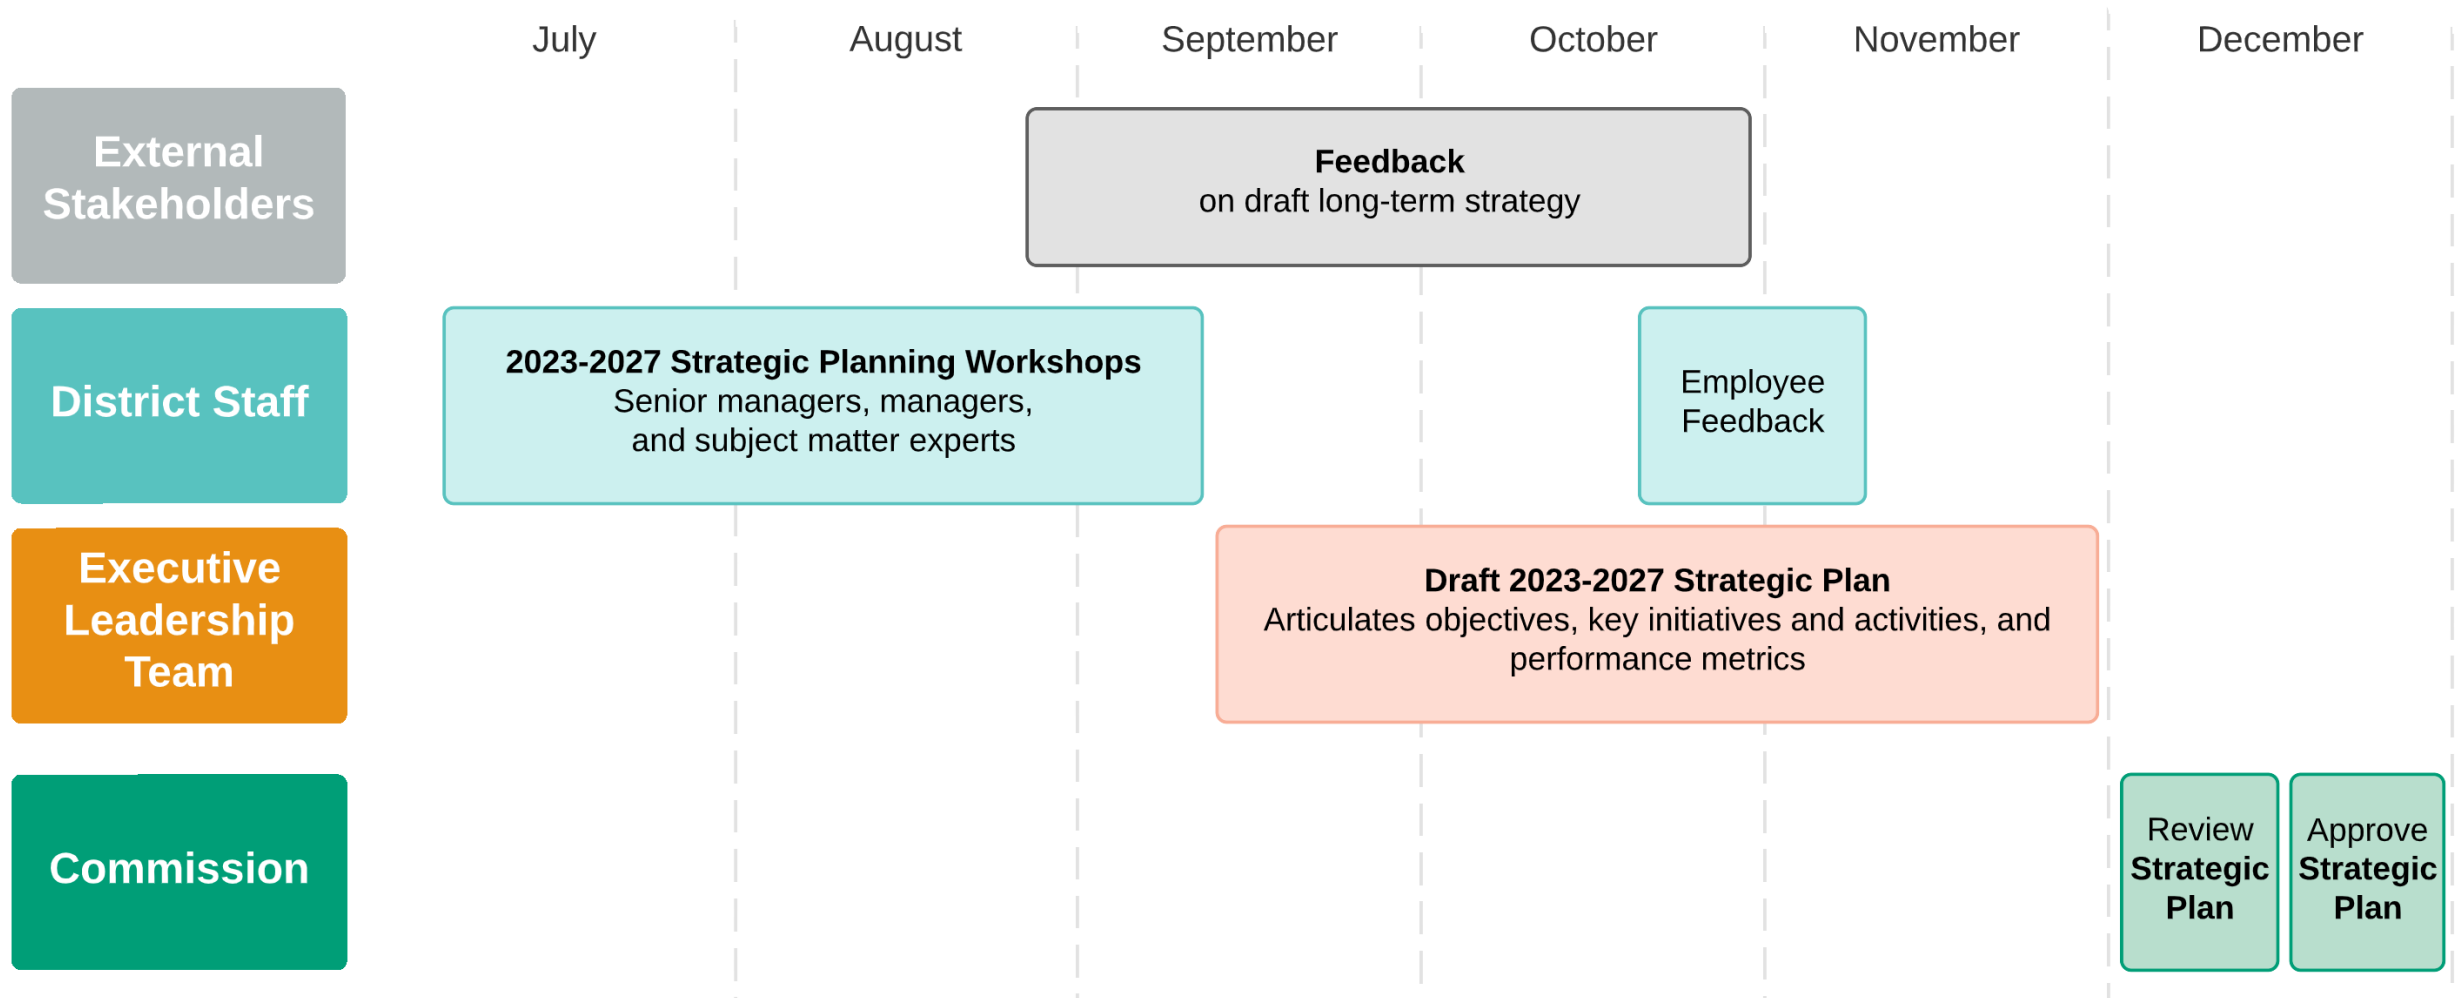 July
August
September
October
November
December
External
Stakeholders
Feedback
on draft long-term strategy
District Staff
2023-2027 Strategic Planning Workshops
Senior managers, managers,
and subject matter experts
Employee
Feedback
Executive
Leadership
Team
Draft 2023-2027 Strategic Plan
Articulates objectives, key initiatives and activities, and
performance metrics
Commission
Review
Strategic
Plan
Approve
Strategic
Plan